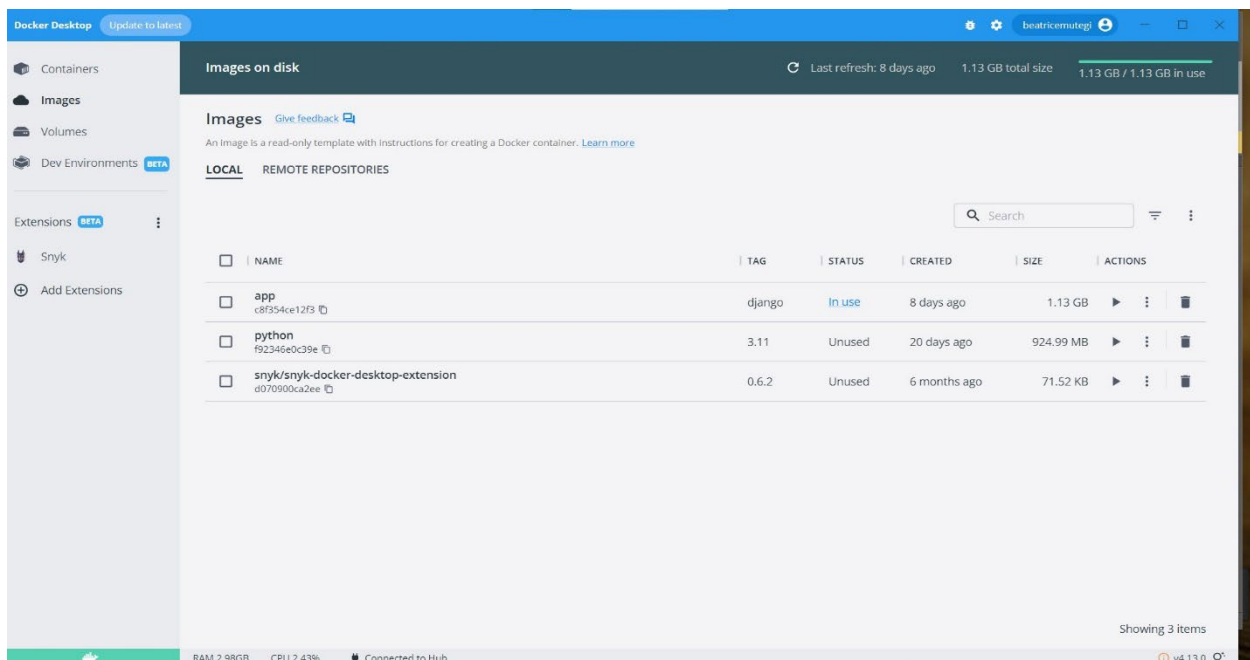 Docker Desktop Update to latest beatricemutegi
Containers
Images
Volumes
Dev Environments BETA
Extensions BETA
Snyk
Add Extensions
Images on disk Last refresh: 8 days ago 1.13 GB total size 1.13 GB / 1.13 GB in use
Images Give feedback
An Image is a read-only template with instructions for creating a Docker container. Learn more
LOCAL REMOTE REPOSITORIES
Search
NAME TAG STATUS CREATED SIZE ACTIONS
app django In use 8 days ago 1.13 GB
c8f354ce12f3
python 3.11 Unused 20 days ago 924.99 MB
f92346e0c39e
snyk/snyk-docker-desktop-extension 0.6.2 Unused 6 months ago 71.52 KB
d070900ca2ee
Showing 3 items
RAM 2.98GB CPU 2.43% Connected to Hub v4.13.0